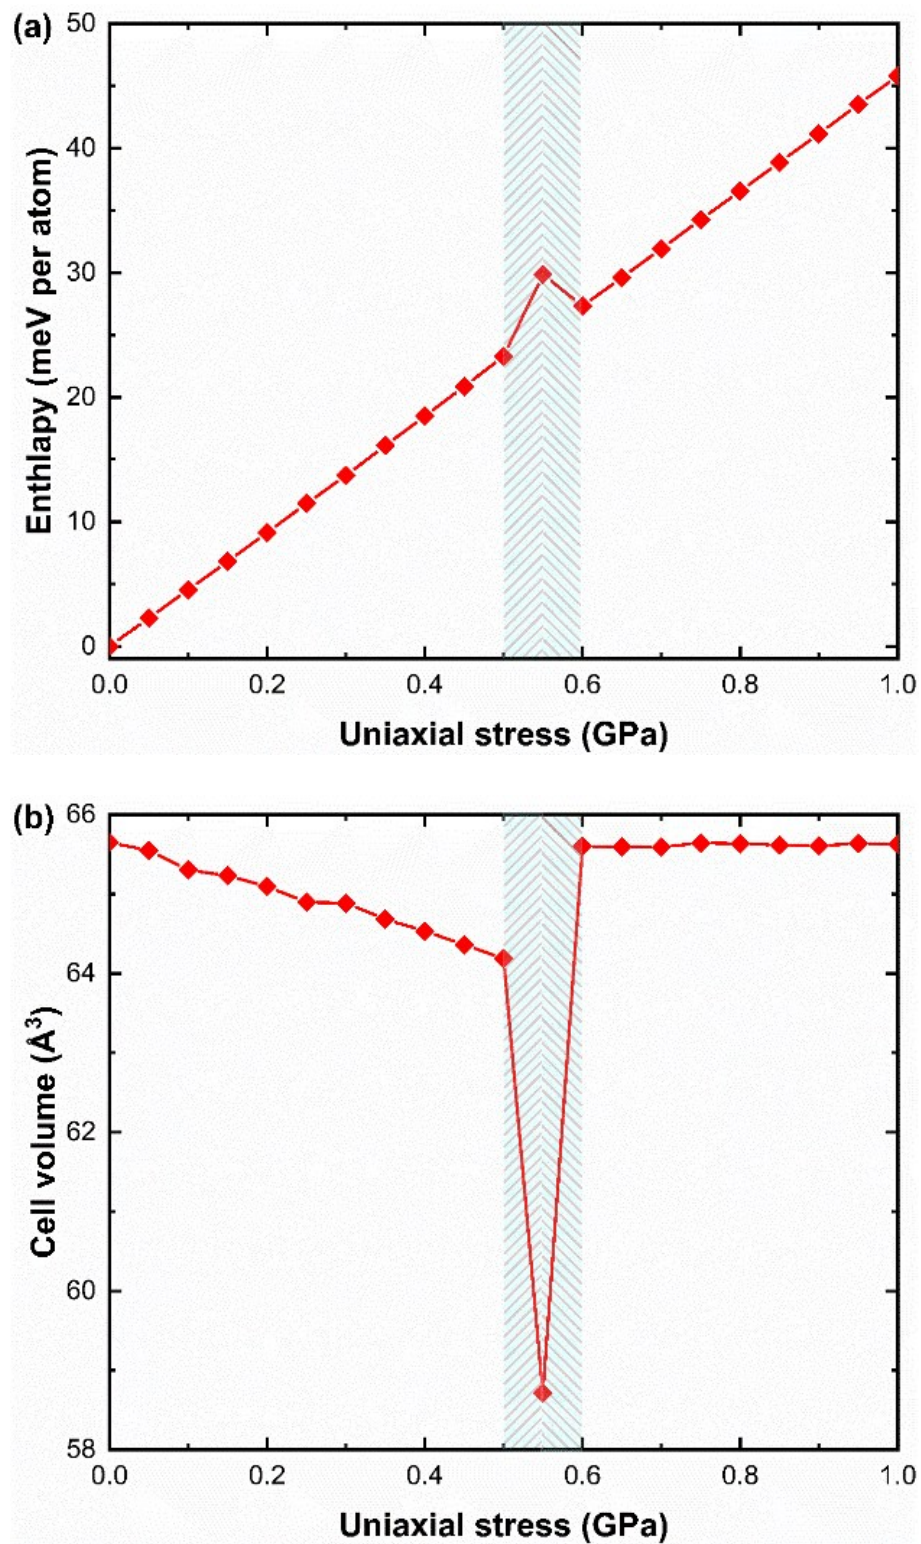 (a)
50
40
30
20
10
0
Enthlapy (meV per atom)
0.0 0.2 0.4 0.6 0.8 1.0
Uniaxial stress (GPa)
(b)
66
64
62
60
58
Cell volume (Å³)
0.0 0.2 0.4 0.6 0.8 1.0
Uniaxial stress (GPa)